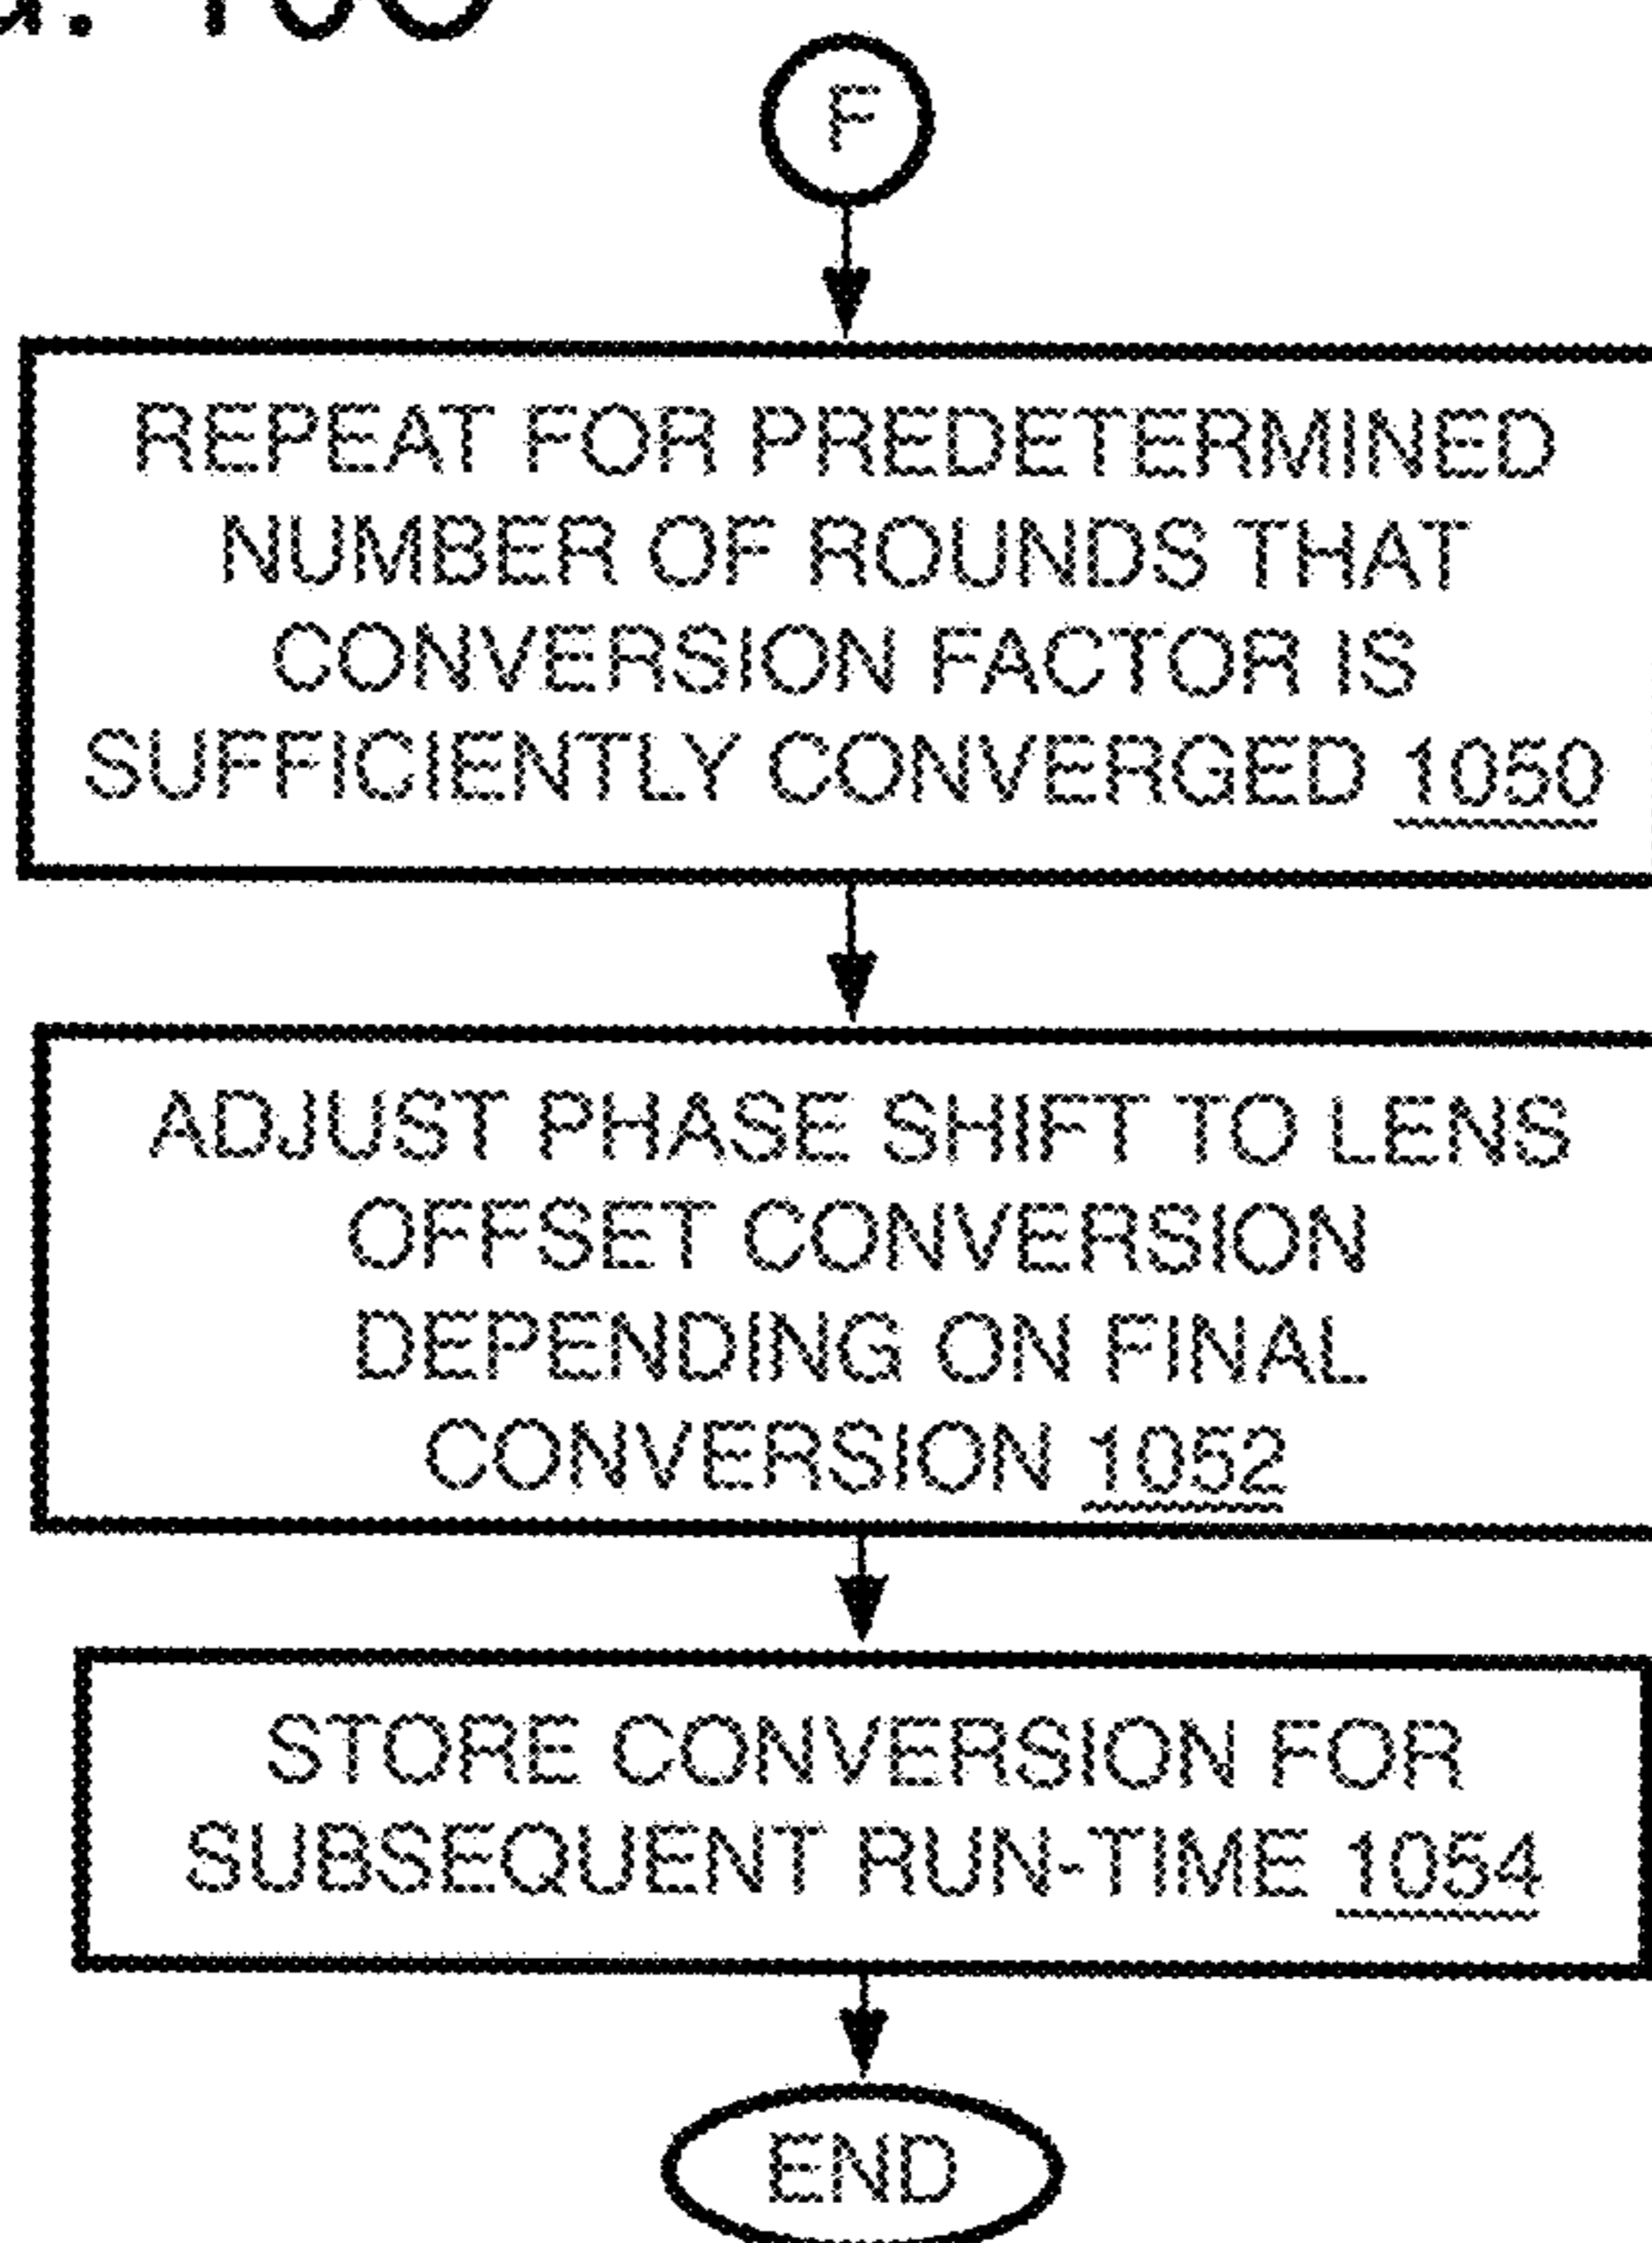 F
REPEAT FOR PREDETERMINED
NUMBER OF ROUNDS THAT
CONVERSION FACTOR IS
SUFFICIENTLY CONVERGED 1050
ADJUST PHASE SHIFT TO LENS
OFFSET CONVERSION
DEPENDING ON FINAL
CONVERSION 1052
STORE CONVERSION FOR
SUBSEQUENT RUN-TIME 1054
END